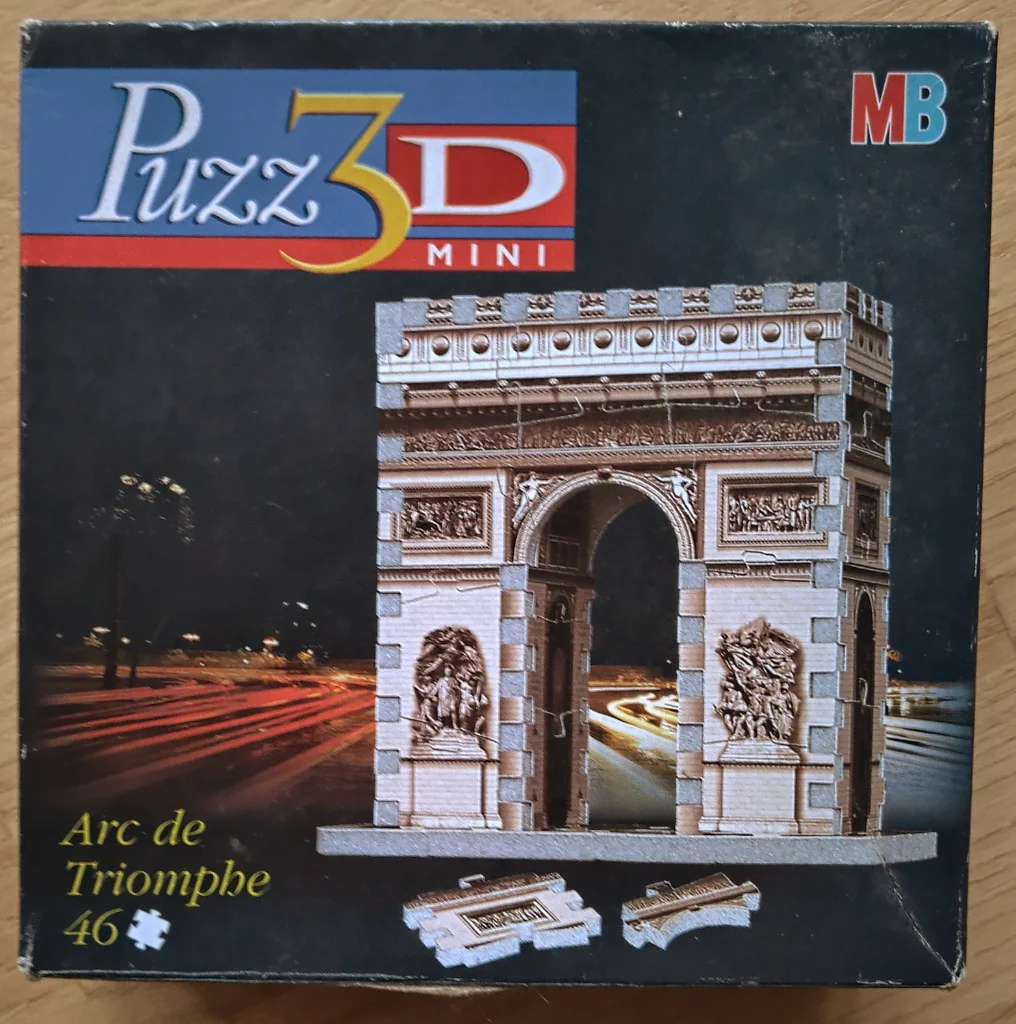 Puzz3D
MINI
MB
Arc de
Triomphe
46